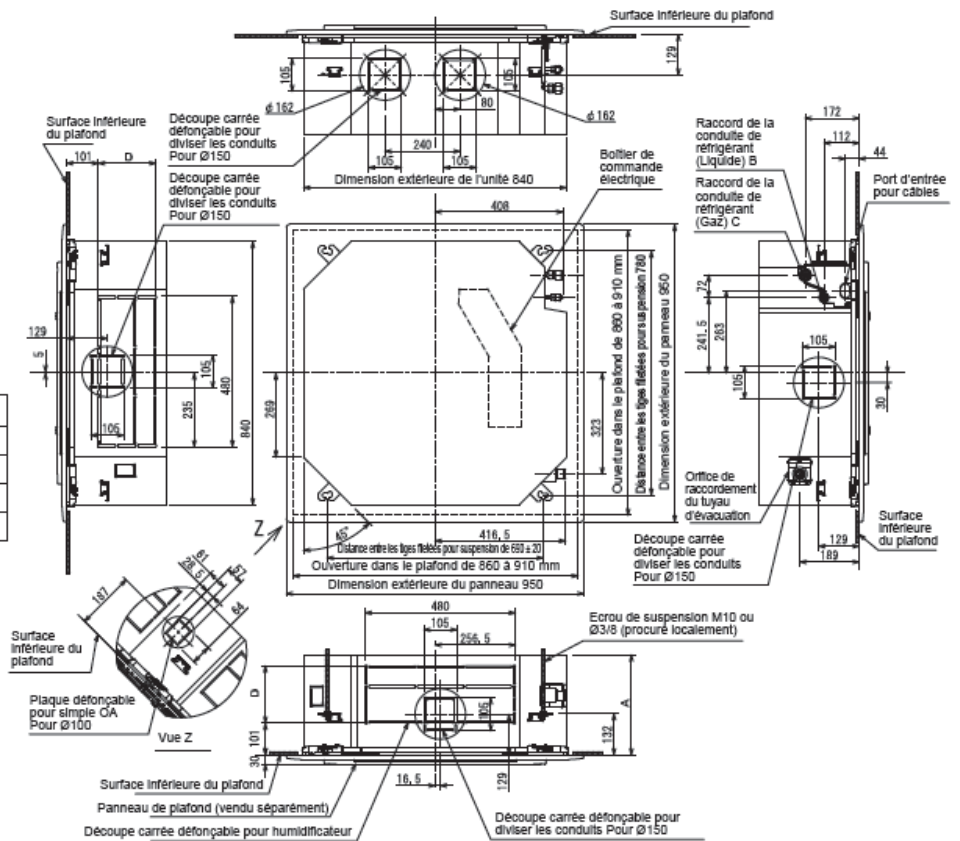 Surface inférieure du plafond
129
105
105
ϕ 162
80
ϕ 162
Découpe carrée
défonçable pour
diviser les conduits
Pour Ø150
240
105
105
Dimension extérieure de l'unité 840
Boîtier de
commande
électrique
Surface inférieure
du plafond
101
D
Découpe carrée
défonçable pour
diviser les conduits
Pour Ø150
129
5
105
105
235
480
840
408
269
323
Ouverture dans le plafond de 860 à 910 mm
Distance entre les tiges filetées pour suspension 780
Dimension extérieure du panneau 950
45°
Z
416, 5
Distance entre les tiges filetées pour suspension de 690 ± 20
Ouverture dans le plafond de 860 à 910 mm
Dimension extérieure du panneau 950
172
112
44
Raccord de la
conduite de
réfrigérant
(Liquide) B
Raccord de la
conduite de
réfrigérant
(Gaz) C
Port d'entrée
pour câbles
72
241. 5
263
105
105
30
Orifice de
raccordement
du tuyau
d'évacuation
Découpe carrée
défonçable pour
diviser les conduits
Pour Ø150
129
189
Surface
inférieure
du plafond
187
28. 5
61
57
64
Surface
inférieure du
plafond
Plaque défonçable
pour simple OA
Pour Ø100
Vue Z
480
105
256, 5
Ecrou de suspension M10 ou
Ø3/8 (procuré localement)
D
101
30
105
A
132
16, 5
129
Surface inférieure du plafond
Panneau de plafond (vendu séparément)
Découpe carrée défonçable pour humidificateur
Découpe carrée défonçable pour
diviser les conduits Pour Ø150